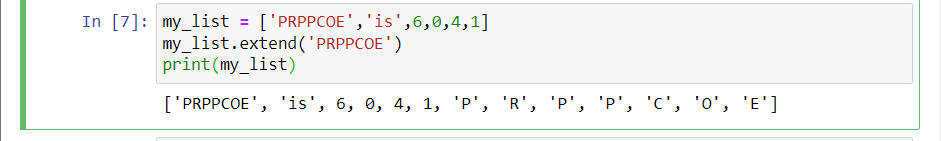 In [7]: my_list = ['PRPPCOE','is',6,0,4,1]
my_list.extend('PRPPCOE')
print(my_list)
['PRPPCOE', 'is', 6, 0, 4, 1, 'P', 'R', 'P', 'P', 'C', 'O', 'E']